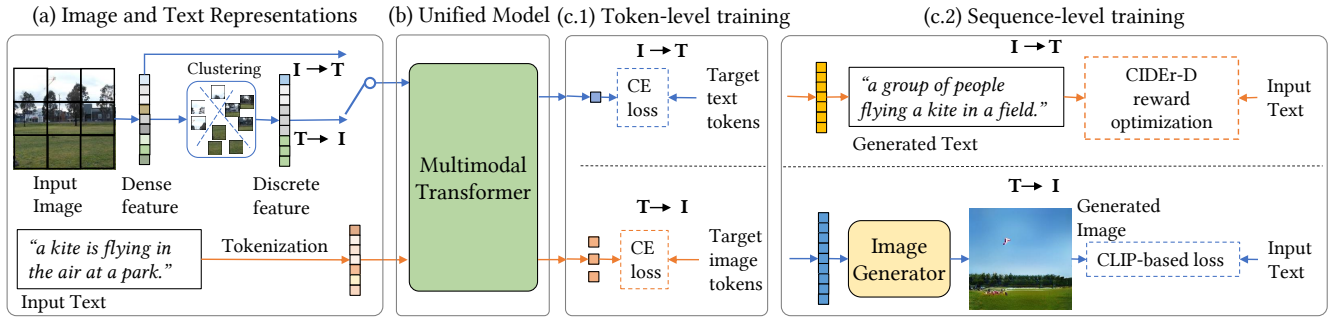 (a) Image and Text Representations
I → T
Clustering
T → I
Input
Image
Dense
feature
Discrete
feature
“a kite is flying in
the air at a park.”
Input Text
Tokenization
(b) Unified Model
Multimodal
Transformer
(c.1) Token-level training
I → T
CE
loss
Target
text
tokens
T → I
CE
loss
Target
image
tokens
(c.2) Sequence-level training
I → T
“a group of people
flying a kite in a field.”
Generated Text
CIDEr-D
reward
optimization
Input
Text
T → I
Image
Generator
Generated
Image
CLIP-based loss
Input
Text